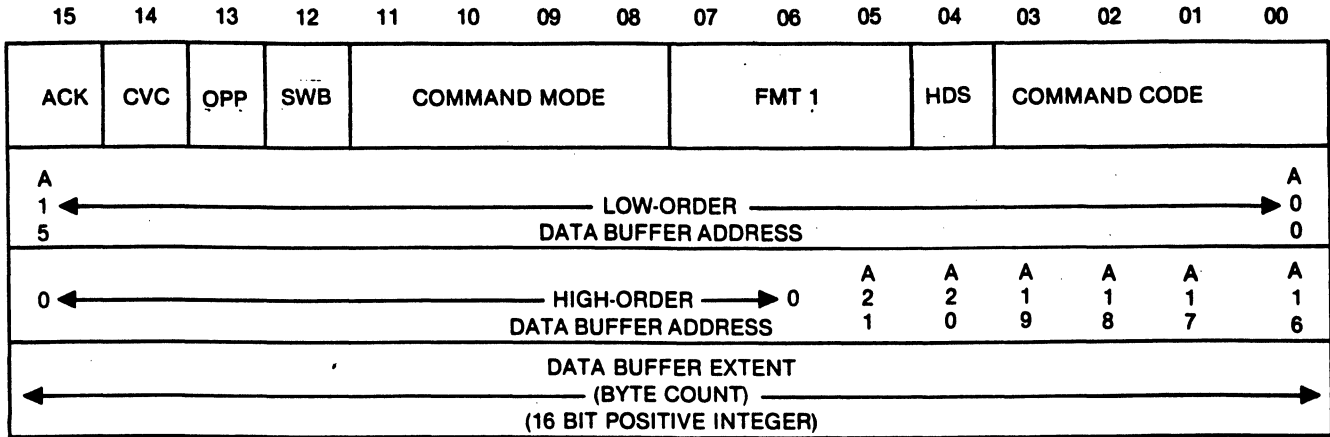 15 14 13 12 11 10 09 08 07 06 05 04 03 02 01 00
ACK CVC OPP SWB COMMAND MODE FMT 1 HDS COMMAND CODE
A A
1 LOW-ORDER 0
5 DATA BUFFER ADDRESS 0
A A A A A A
0 HIGH-ORDER 0 2 2 1 1 1 1
DATA BUFFER ADDRESS 1 0 9 8 7 6
DATA BUFFER EXTENT
(BYTE COUNT)
(16 BIT POSITIVE INTEGER)